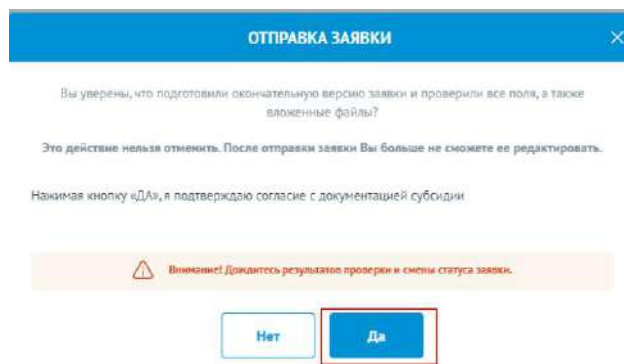 ОТПРАВКА ЗАЯВКИ
Вы уверены, что подготовили окончательную версию заявки и проверили все поля, а также
вложенные файлы?
Это действие нельзя отменить. После отправки заявки Вы больше не сможете ее редактировать.
Нажимая кнопку «ДА», я подтверждаю согласие с документацией субсидии
Внимание! Дождитесь результатов проверки и смены статуса заявки.
Нет
Да